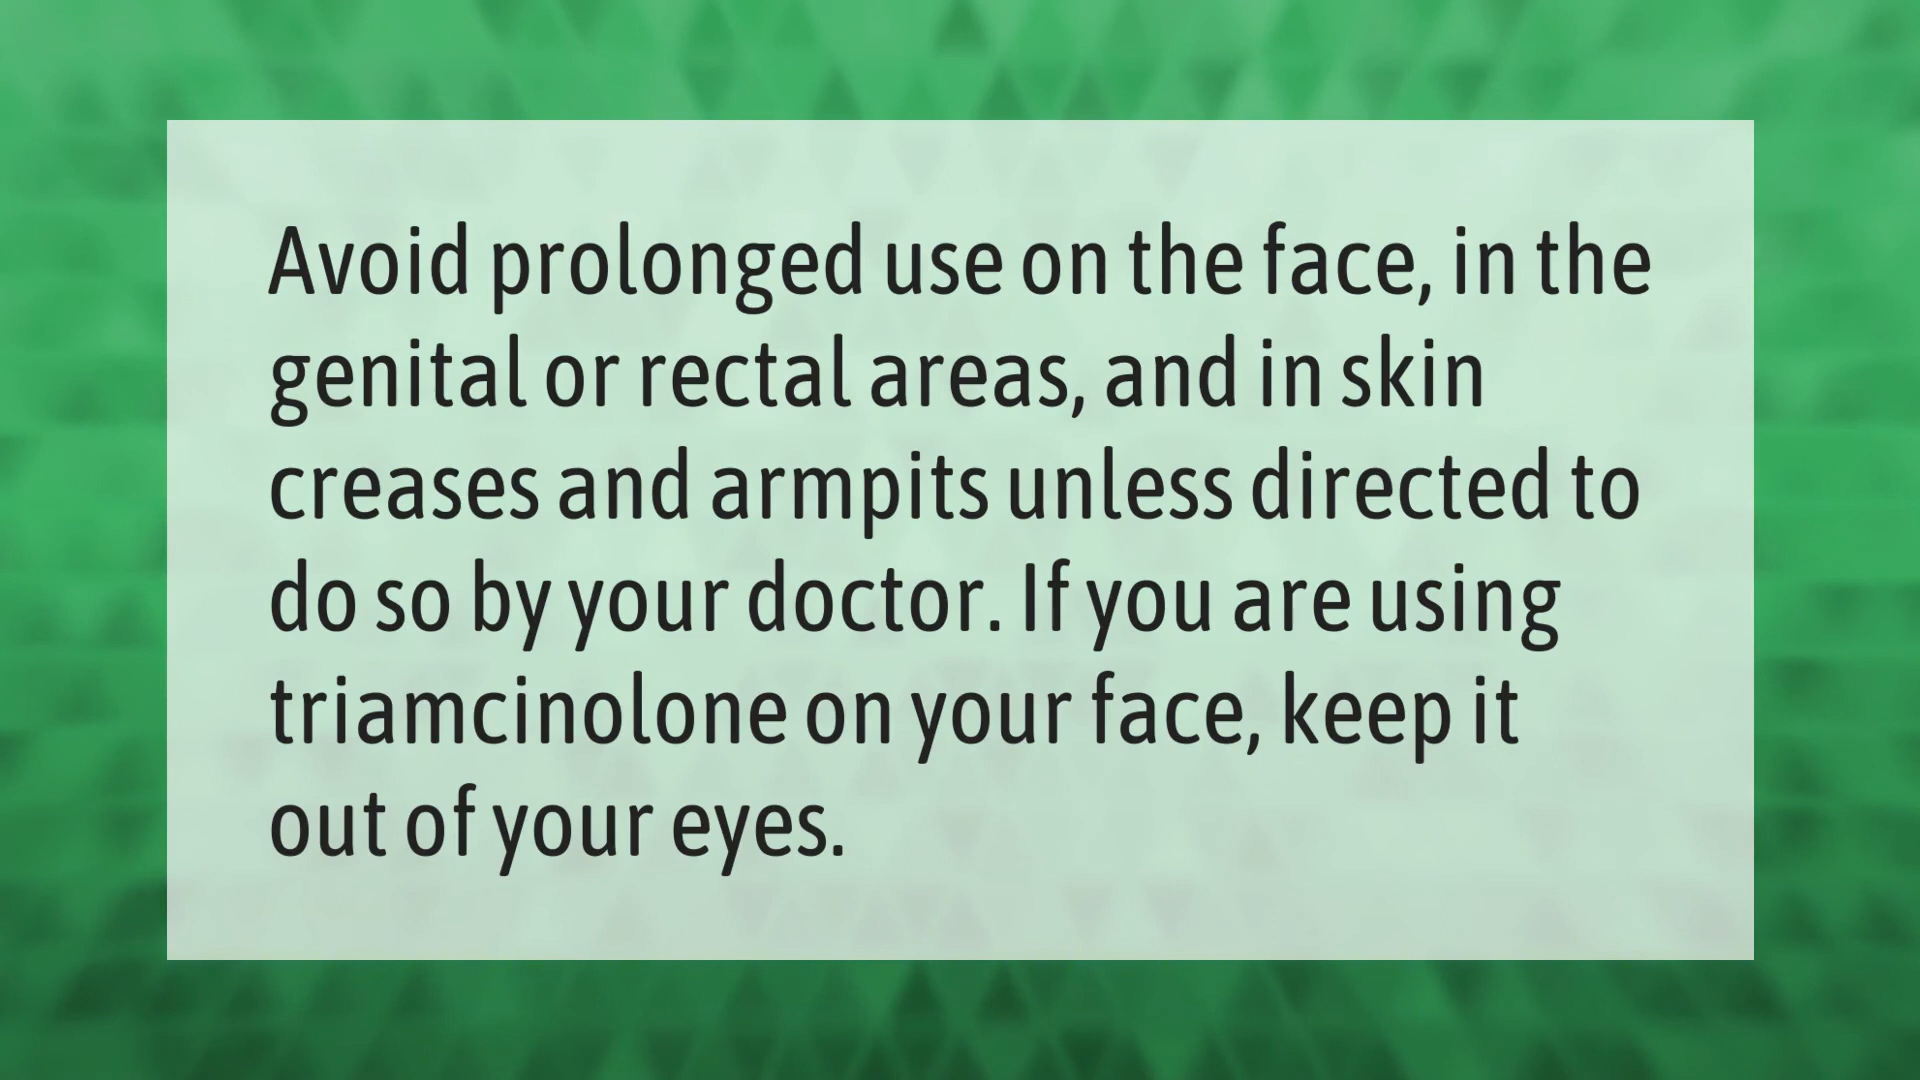 Avoid prolonged use on the face, in the
genital or rectal areas, and in skin
creases and armpits unless directed to
do so by your doctor. If you are using
triamcinolone on your face, keep it
out of your eyes.